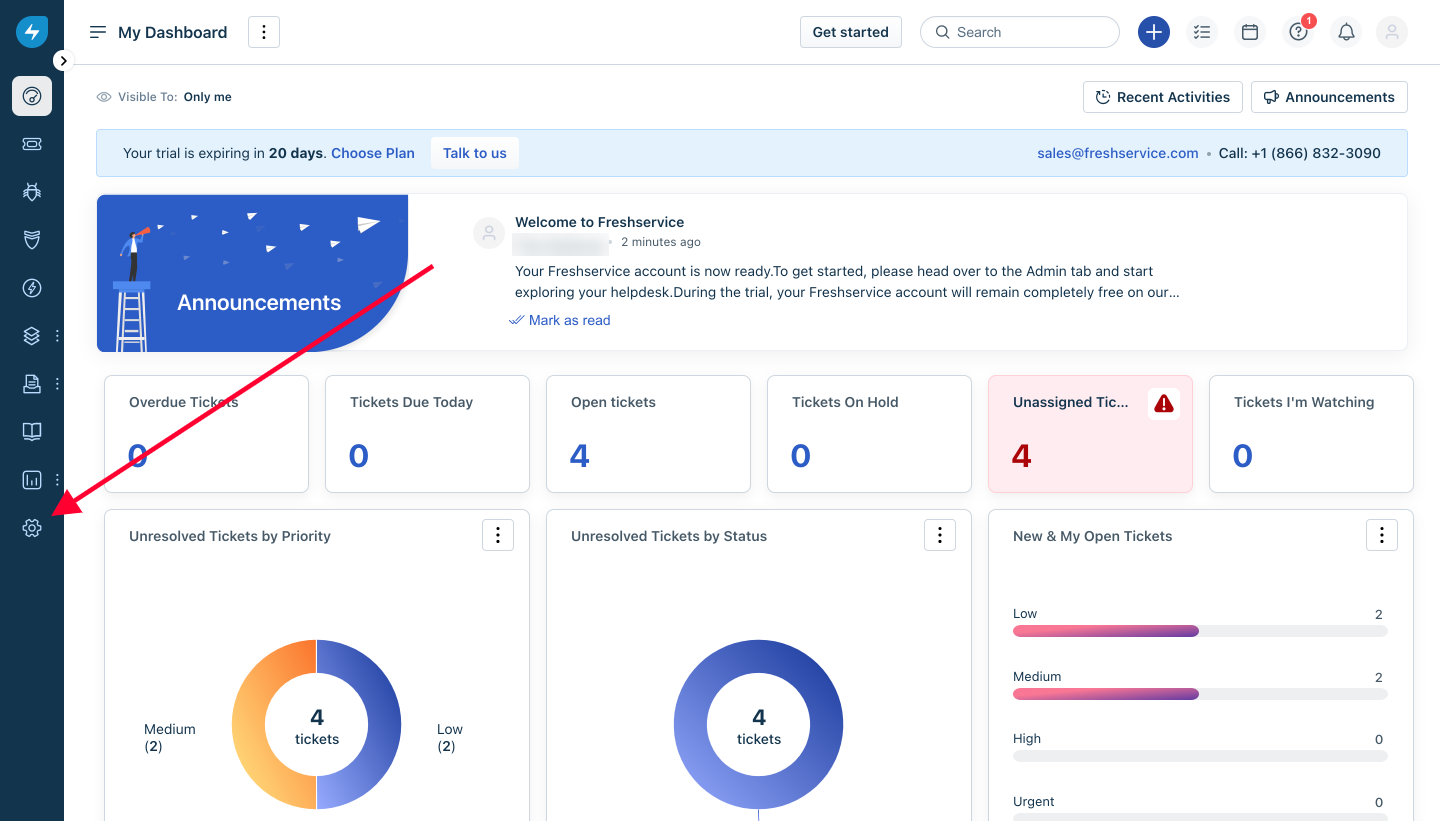 My Dashboard
Get started
Search
1
Visible To: Only me
Recent Activities
Announcements
Your trial is expiring in 20 days. Choose Plan
Talk to us
sales@freshservice.com • Call: +1 (866) 832-3090
Announcements
Welcome to Freshservice
• 2 minutes ago
Your Freshservice account is now ready.To get started, please head over to the Admin tab and start
exploring your helpdesk.During the trial, your Freshservice account will remain completely free on our...
Mark as read
Overdue Tickets
0
Tickets Due Today
0
Open tickets
4
Tickets On Hold
0
Unassigned Tic...
4
Tickets I'm Watching
0
Unresolved Tickets by Priority
Medium
(2)
4
tickets
Low
(2)
Unresolved Tickets by Status
4
tickets
New & My Open Tickets
Low 2
Medium 2
High 0
Urgent 0